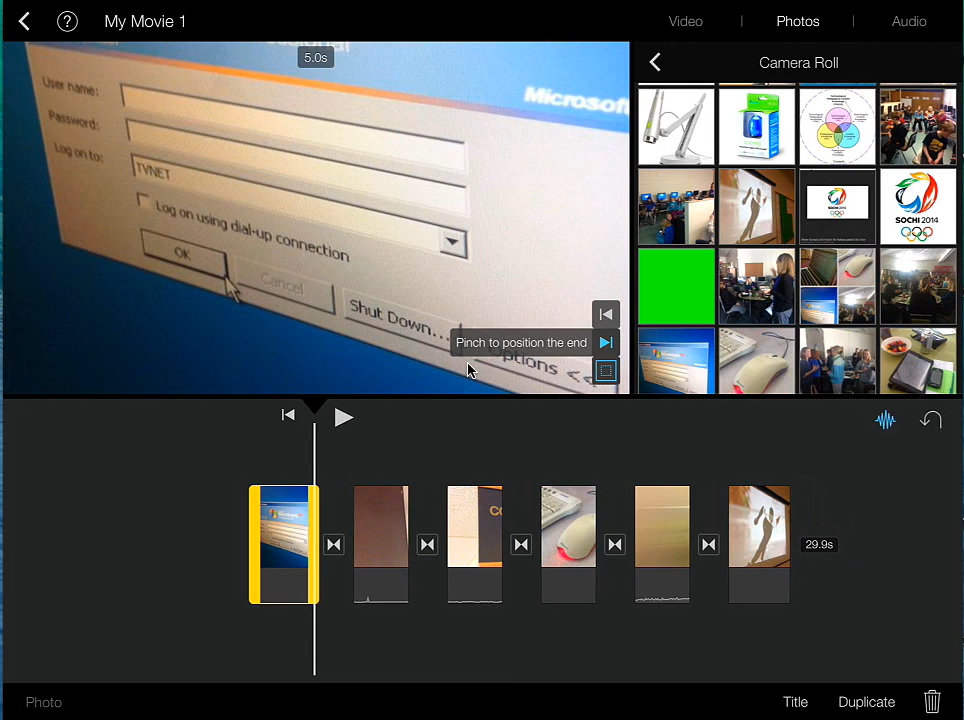 My Movie 1
Video
Photos
Audio
Camera Roll
5.0s
Microsoft
User name:
Password:
Log on to:
TVNET
Log on using dial-up connection
OK
Cancel
Shut Down...
Options <<
Pinch to position the end
SOCHI 2014
29.9s
Photo
Title
Duplicate